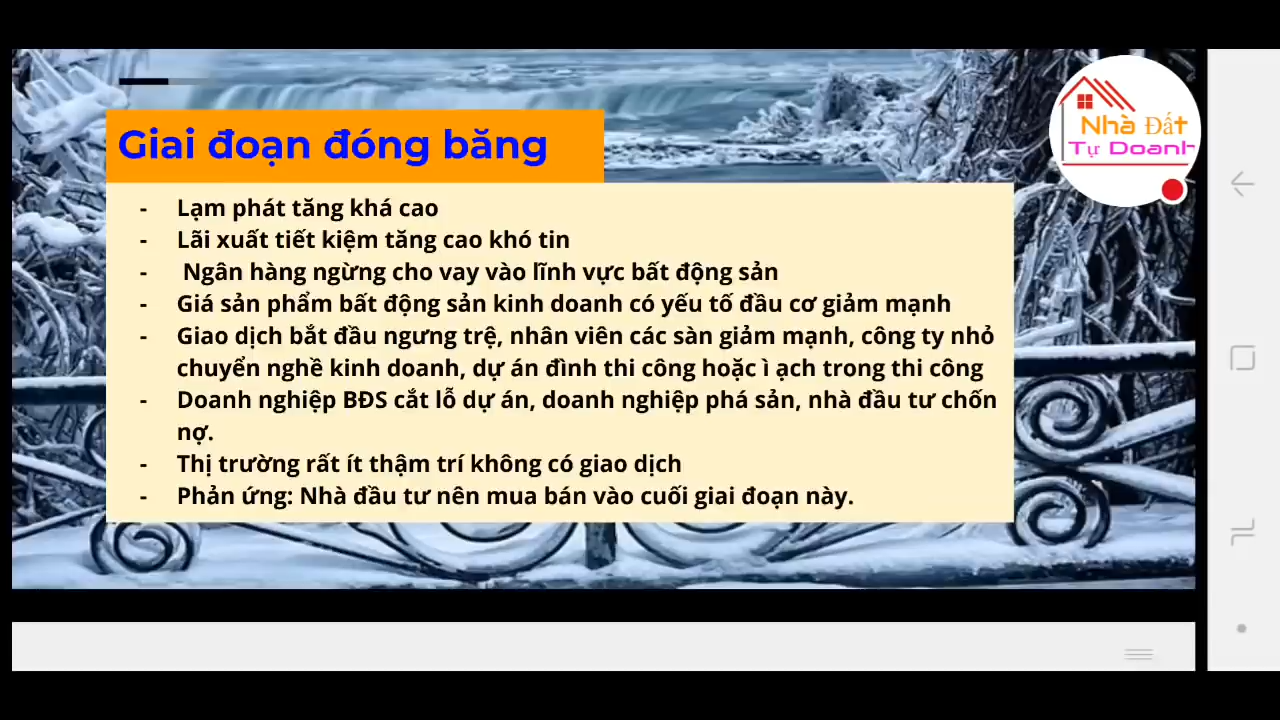 Giai đoạn đóng băng
Nhà Đất
Tự Doanh
- Lạm phát tăng khá cao
- Lãi xuất tiết kiệm tăng cao khó tin
- Ngân hàng ngừng cho vay vào lĩnh vực bất động sản
- Giá sản phẩm bất động sản kinh doanh có yếu tố đầu cơ giảm mạnh
- Giao dịch bắt đầu ngưng trệ, nhân viên các sàn giảm mạnh, công ty nhỏ
chuyển nghề kinh doanh, dự án đình thi công hoặc ì ạch trong thi công
- Doanh nghiệp BĐS cắt lỗ dự án, doanh nghiệp phá sản, nhà đầu tư chốn
nợ.
- Thị trường rất ít thậm trí không có giao dịch
- Phản ứng: Nhà đầu tư nên mua bán vào cuối giai đoạn này.